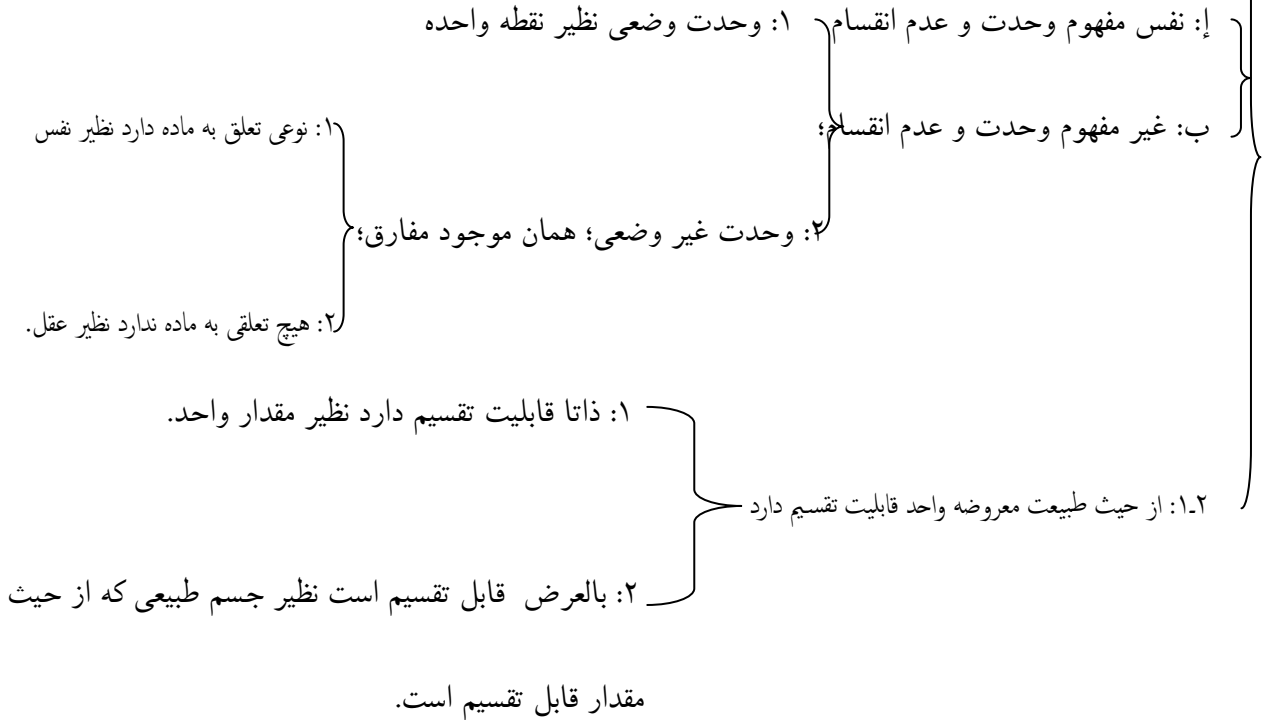 إ: نفس مفهوم وحدت و عدم انقسام
۱: وحدت وضعی نظیر نقطه واحده
ب: غیر مفهوم وحدت و عدم انقسام؛
۱: نوعی تعلق به ماده دارد نظیر نفس
۲: وحدت غیر وضعی؛ همان موجود مفارق؛
۲: هیچ تعلقی به ماده ندارد نظیر عقل.
۱: ذاتا قابلیت تقسیم دارد نظیر مقدار واحد.
۲ـ۱: از حیث طبیعت معروضه واحد قابلیت تقسیم دارد
۲: بالعرض قابل تقسیم است نظیر جسم طبیعی که از حیث
مقدار قابل تقسیم است.